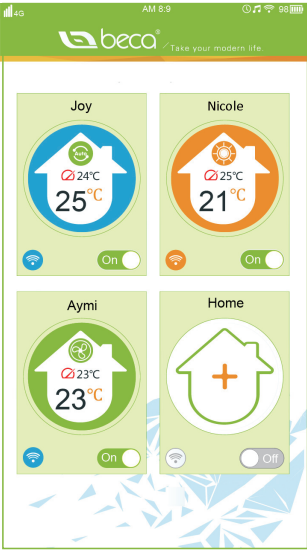 4G AM 8:9 98
beca® Take your modern life.
Joy Nicole
Auto
24°C 25°C
25°C 21°C
On On
Aymi Home
23°C
23°C
On Off